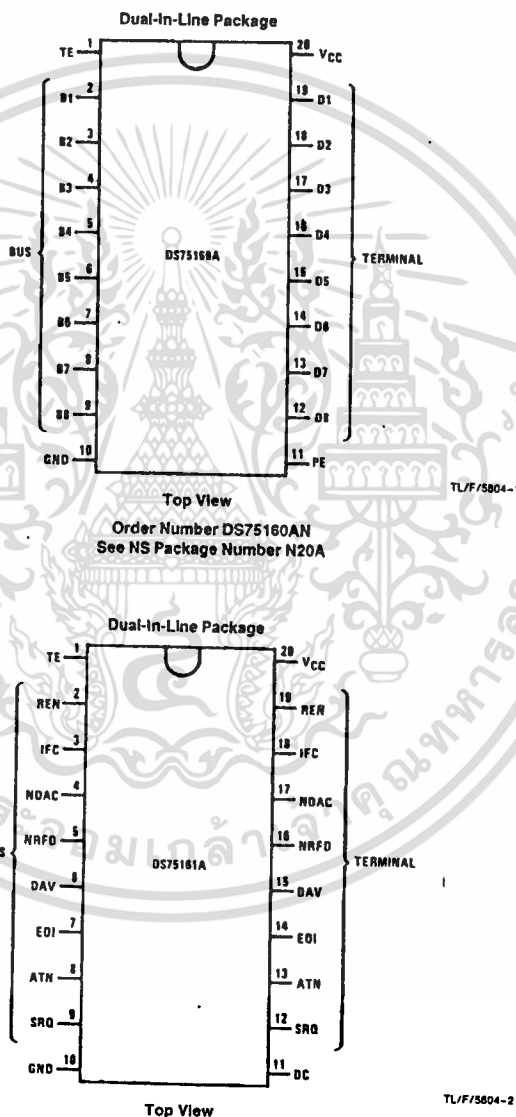 Dual-In-Line Package
TE 1 20 VCC
B1 2 19 D1
B2 3 18 D2
B3 4 17 D3
B4 5 16 D4
BUS DS75160A TERMINAL
B5 6 15 D5
B6 7 14 D6
B7 8 13 D7
B8 9 12 D8
GND 10 11 PE
TL/F/5804-
Top View
Order Number DS75160AN
See NS Package Number N20A
Dual-In-Line Package
TE 1 20 VCC
REN 2 19 REN
IFC 3 18 IFC
NDAC 4 17 NDAC
NRFD 5 16 NRFD
S DS75161A TERMINAL
DAV 6 15 DAV
EOI 7 14 EOI
ATN 8 13 ATN
SRQ 9 12 SRQ
GND 10 11 DC
TL/F/5804-2
Top View